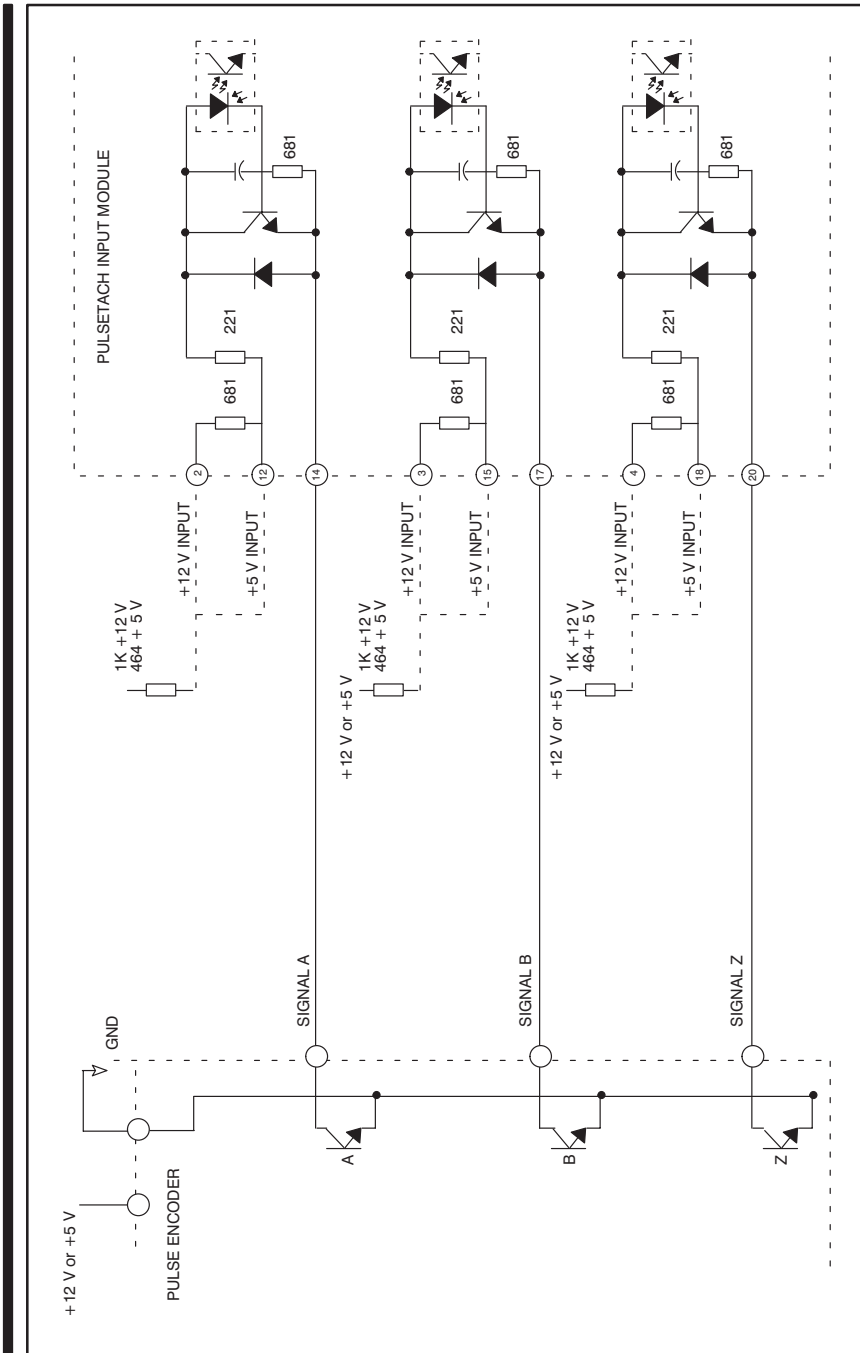 PULSETACH INPUT MODULE
681
221
681
2
12
14
+12 V INPUT
+5 V INPUT
1K +12 V
464 + 5 V
SIGNAL A
681
221
681
3
15
17
+12 V INPUT
+5 V INPUT
1K +12 V
464 + 5 V
+12 V or +5 V
SIGNAL B
681
221
681
4
18
20
+12 V INPUT
+5 V INPUT
1K +12 V
464 + 5 V
+12 V or +5 V
SIGNAL Z
GND
+12 V or +5 V
PULSE ENCODER
A
B
Z